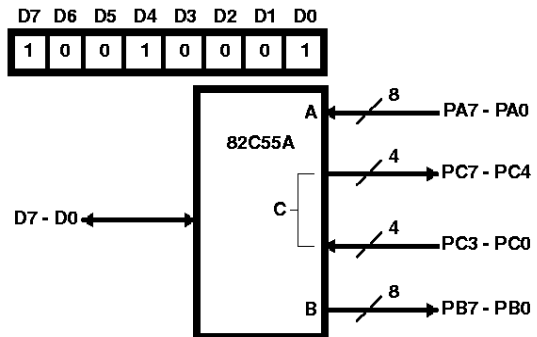 D7 D6 D5 D4 D3 D2 D1 D0
1 0 0 1 0 0 0 1
A 8 PA7 - PA0
82C55A
4 PC7 - PC4
C
D7 - D0
4 PC3 - PC0
B 8 PB7 - PB0